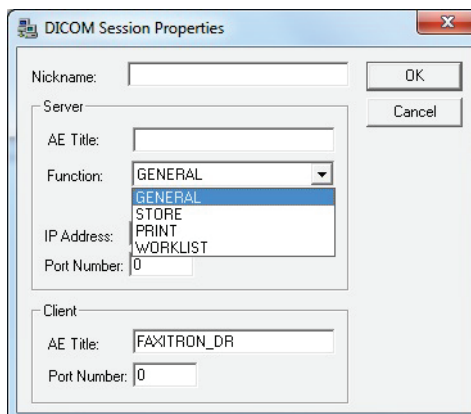 DICOM Session Properties
Nickname:
OK
Server
Cancel
AE Title:
Function: GENERAL
GENERAL
STORE
PRINT
IP Address:
WORKLIST
Port Number: 0
Client
AE Title: FAXITRON_DR
Port Number: 0